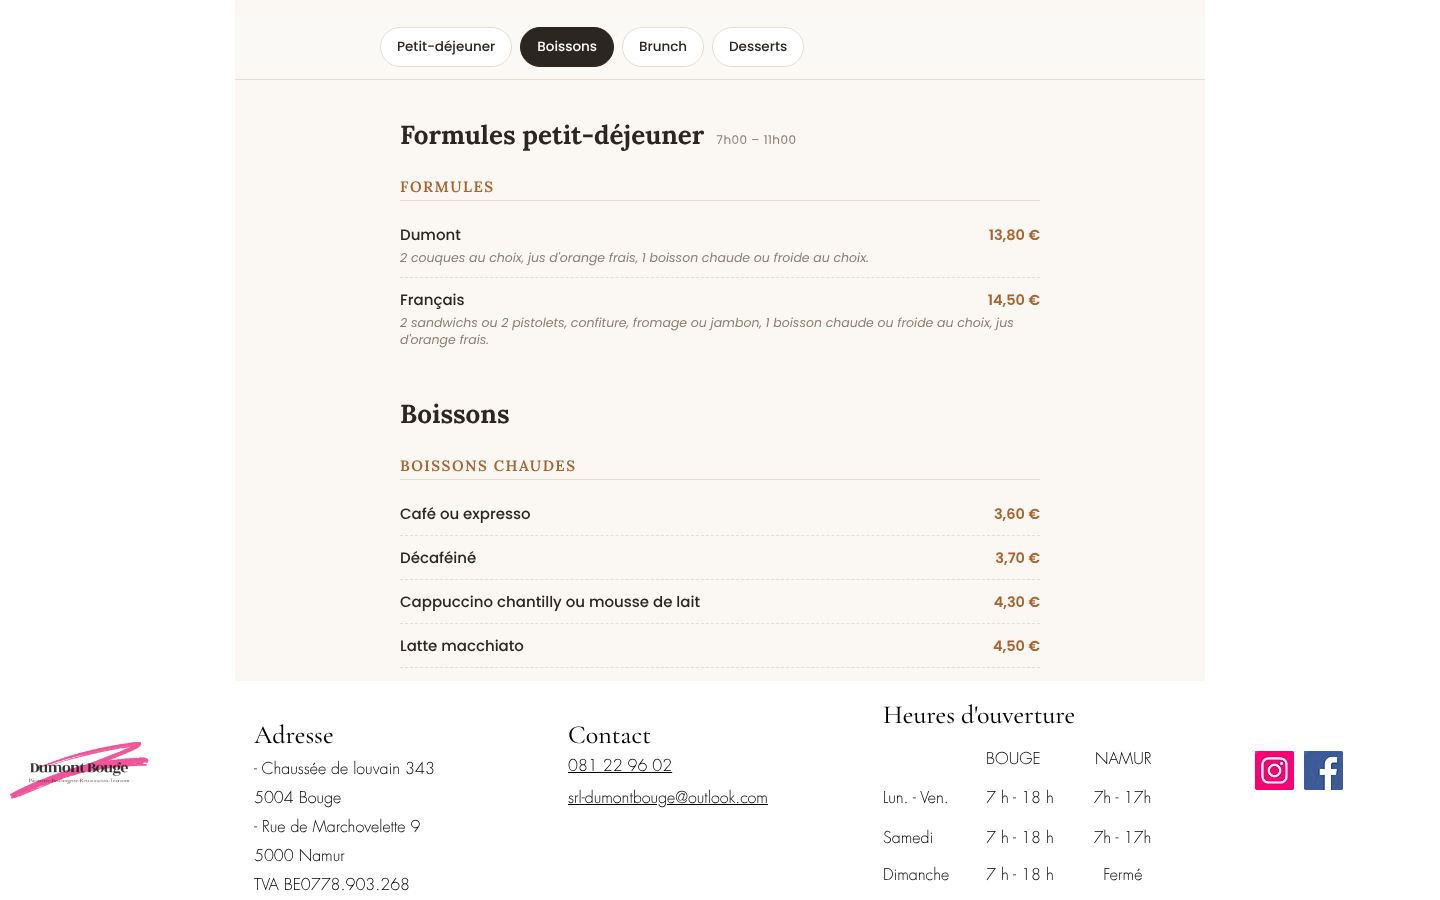 Petit-déjeuner Boissons Brunch Desserts
Formules petit-déjeuner 7h00 – 11h00
FORMULES
Dumont 13,80 €
2 couques au choix, jus d'orange frais, 1 boisson chaude ou froide au choix.
Français 14,50 €
2 sandwichs ou 2 pistolets, confiture, fromage ou jambon, 1 boisson chaude ou froide au choix, jus
d'orange frais.
Boissons
BOISSONS CHAUDES
Café ou expresso 3,60 €
Décaféiné 3,70 €
Cappuccino chantilly ou mousse de lait 4,30 €
Latte macchiato 4,50 €
Dumont Bouge
Adresse
- Chaussée de louvain 343
5004 Bouge
- Rue de Marchovelette 9
5000 Namur
TVA BE0778.903.268
Contact
081 22 96 02
srl-dumontbouge@outlook.com
Heures d'ouverture
BOUGE NAMUR
Lun. - Ven. 7 h - 18 h 7h - 17h
Samedi 7 h - 18 h 7h - 17h
Dimanche 7 h - 18 h Fermé